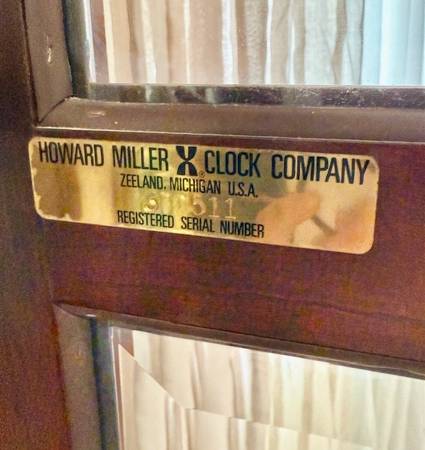 HOWARD MILLER CLOCK COMPANY
ZEELAND, MICHIGAN U.S.A.
REGISTERED SERIAL NUMBER